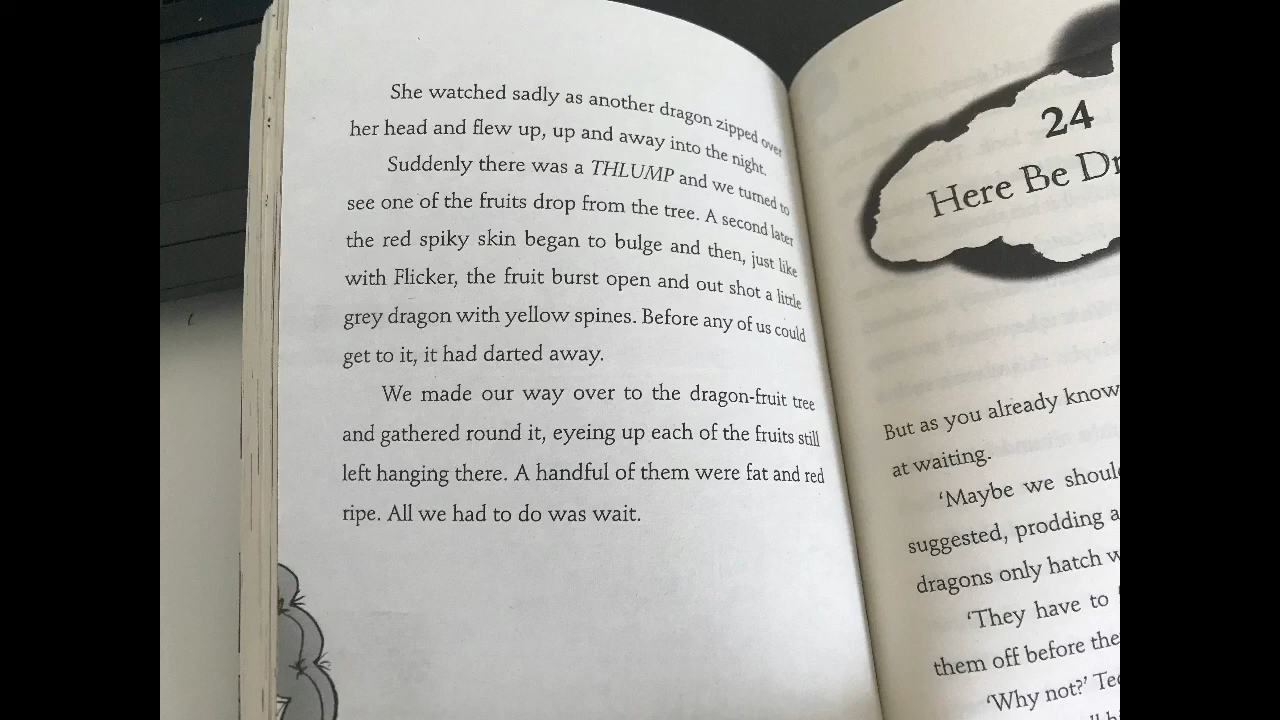 She watched sadly as another dragon zipped over
her head and flew up, up and away into the night.
Suddenly there was a THLUMP and we turned to
see one of the fruits drop from the tree. A second later
the red spiky skin began to bulge and then, just like
with Flicker, the fruit burst open and out shot a little
grey dragon with yellow spines. Before any of us could
get to it, it had darted away.
We made our way over to the dragon-fruit tree
and gathered round it, eyeing up each of the fruits still
left hanging there. A handful of them were fat and red
ripe. All we had to do was wait.
24
Here Be Dr
But as you already know
at waiting.
‘Maybe we shoul
suggested, prodding a
dragons only hatch w
‘They have to
them off before the
‘Why not?’ Te